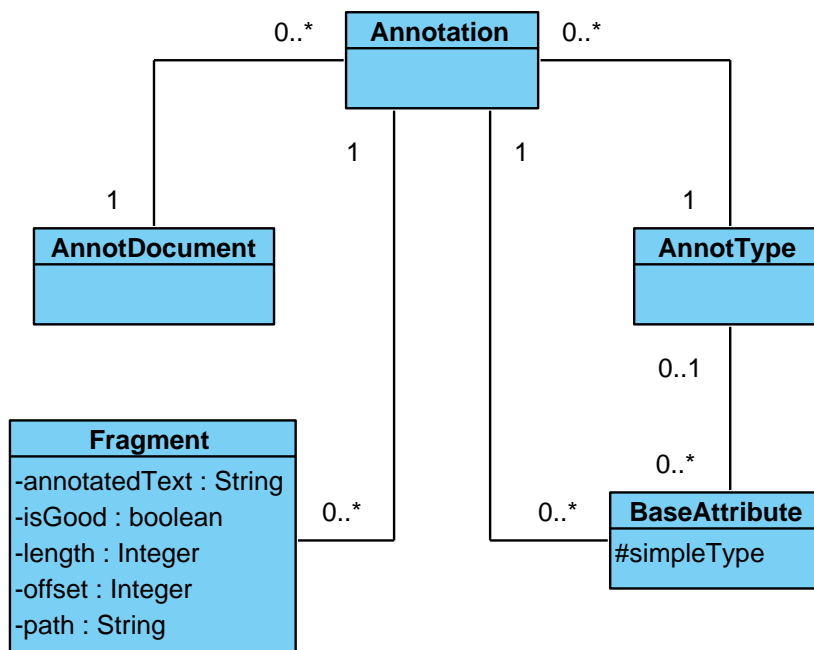 0..*
Annotation
0..*
1
1
1
1
AnnotDocument
AnnotType
0..1
Fragment
-annotatedText : String
-isGood : boolean
-length : Integer
-offset : Integer
-path : String
0..*
0..*
0..*
BaseAttribute
#simpleType